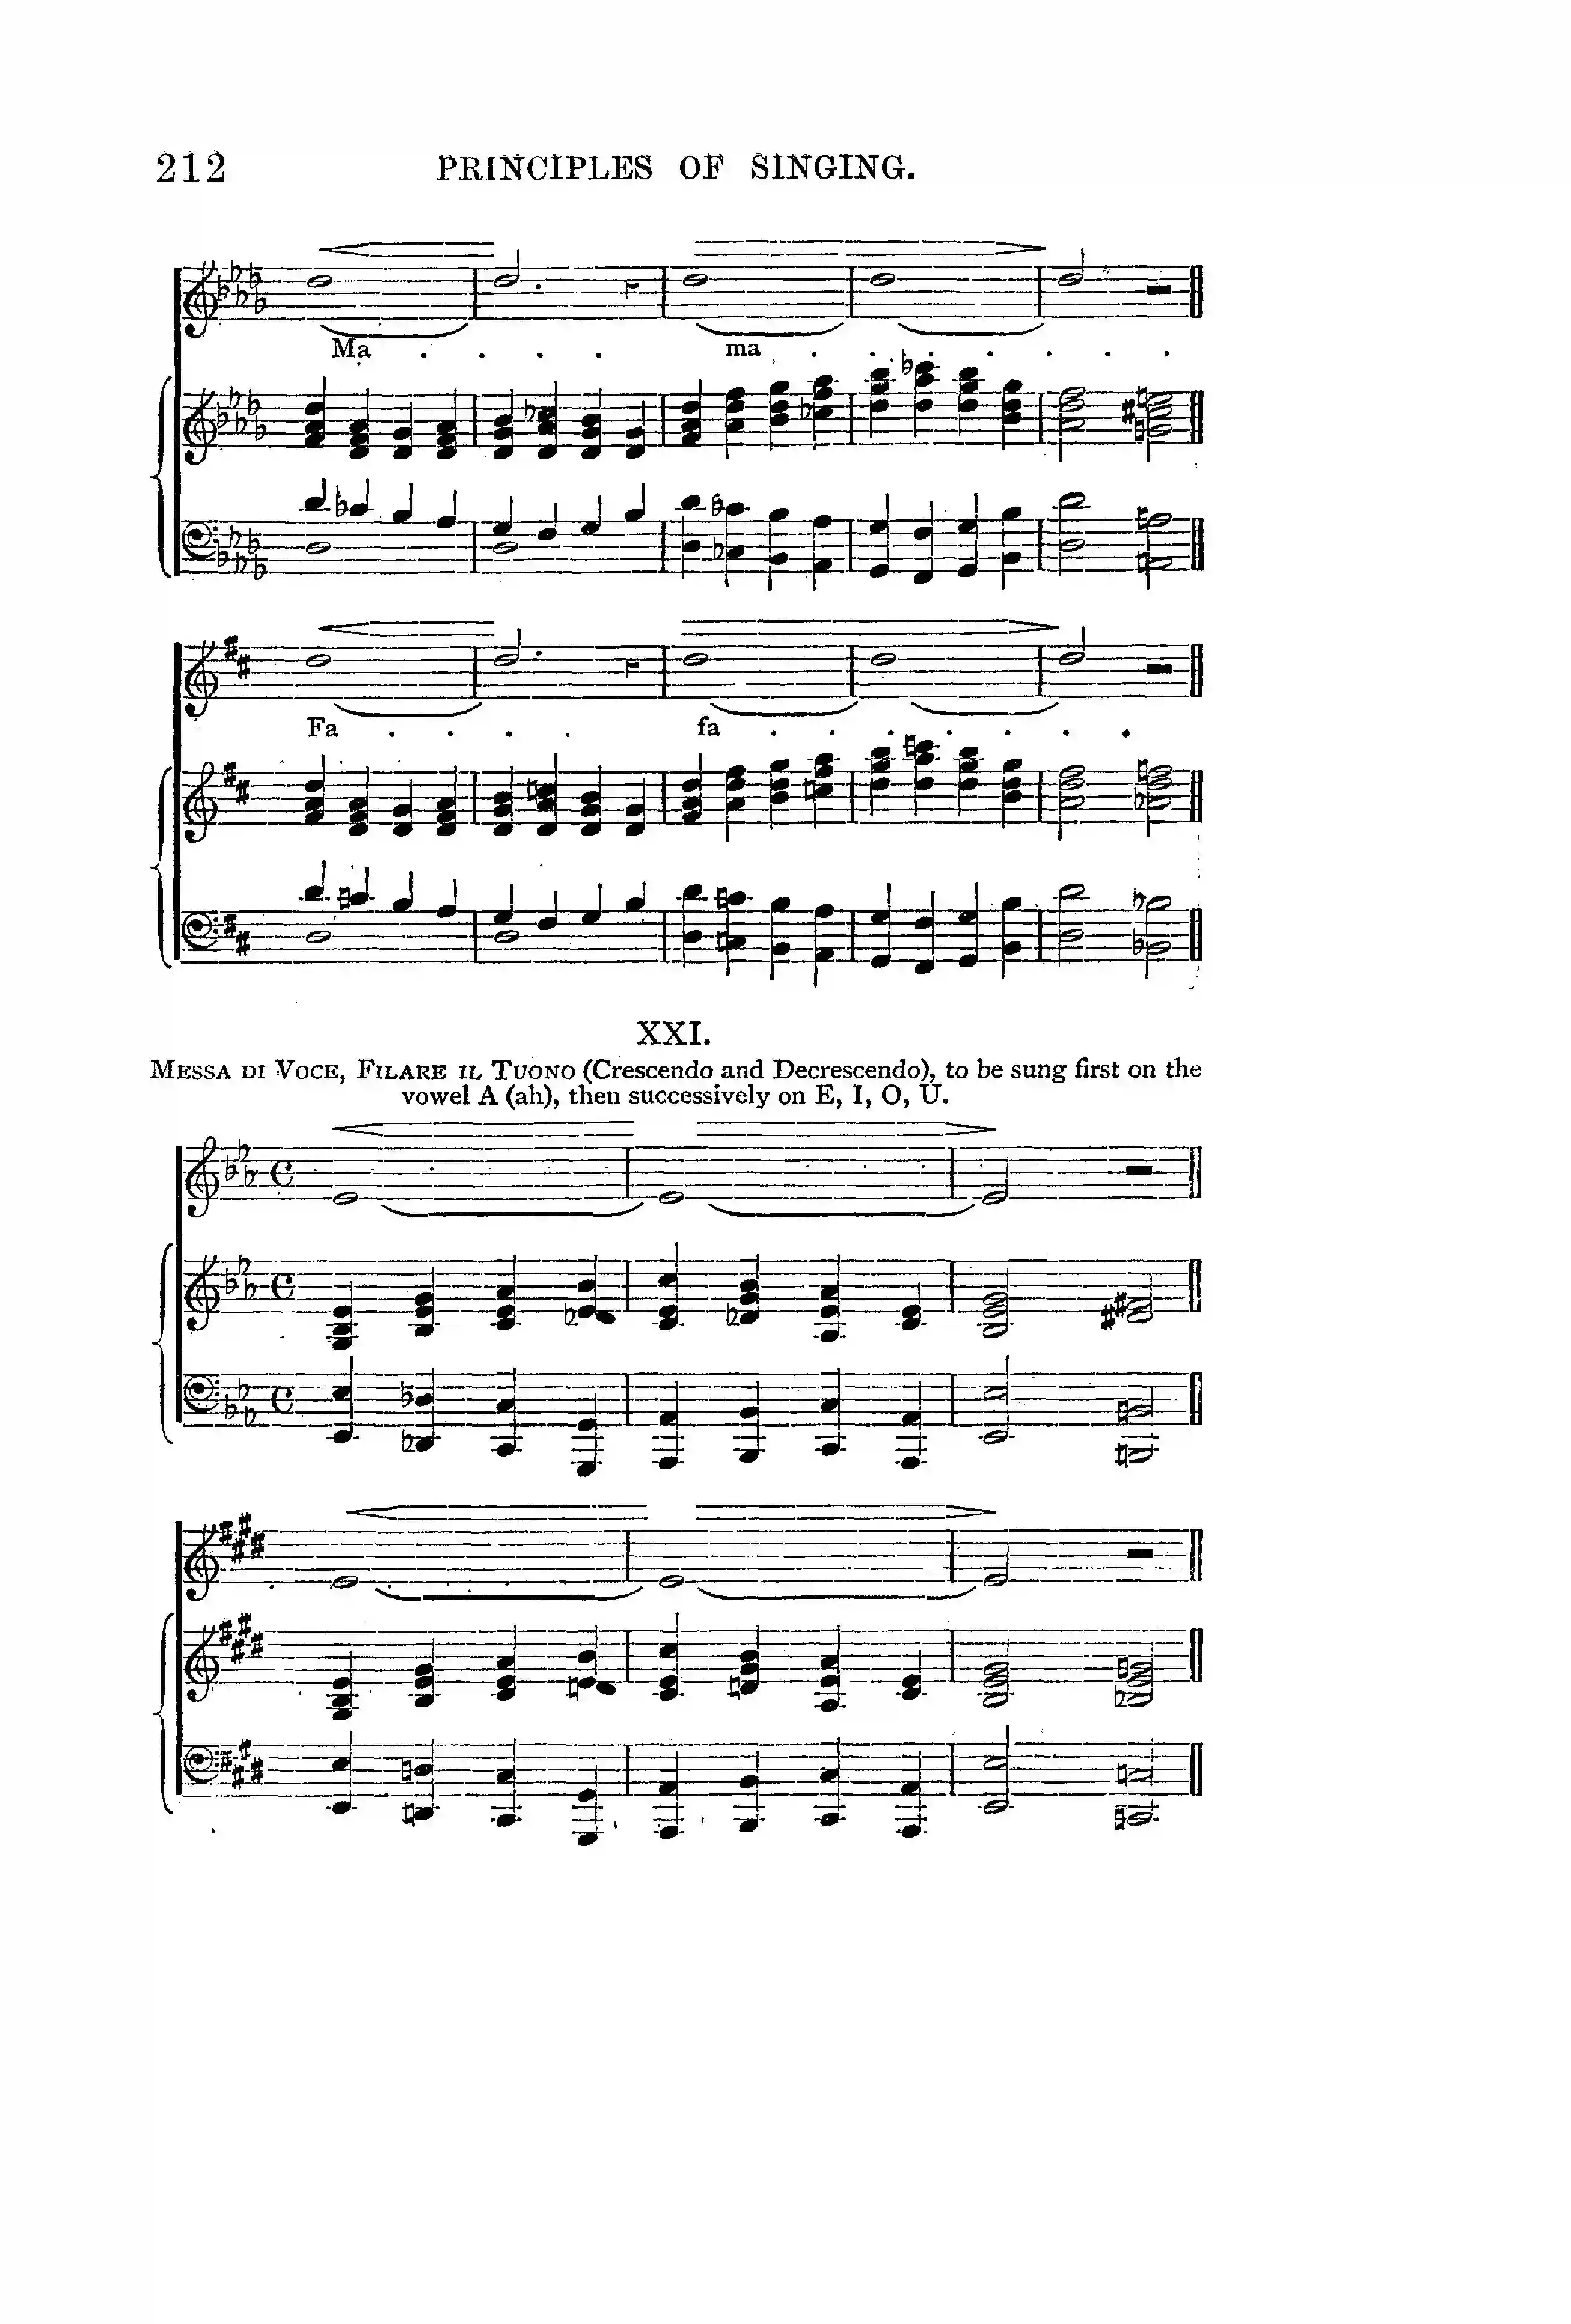 212 PRINCIPLES OF SINGING.
Ma . . . . ma . . . . . . .
Fa . . . . fa . . . . . . .
XXI.
MESSA DI VOCE, FILARE IL TUONO (Crescendo and Decrescendo), to be sung first on the
vowel A (ah), then successively on E, I, O, U.